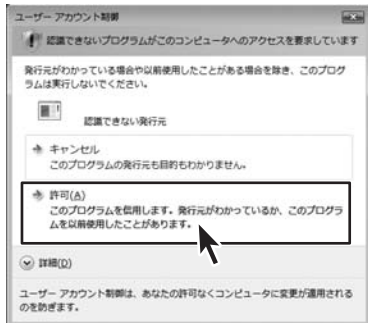 ユーザー アカウント制御
認識できないプログラムがこのコンピュータへのアクセスを要求しています
発行元がわかっている場合や以前使用したことがある場合を除き、このプログ
ラムは実行しないでください。
認識できない発行元
キャンセル
このプログラムの発行元も目的もわかりません。
許可(A)
このプログラムを信用します。発行元がわかっているか、このプログラ
ムを以前使用したことがあります。
詳細(D)
ユーザー アカウント制御は、あなたの許可なくコンピュータに変更が適用される
のを防ぎます。